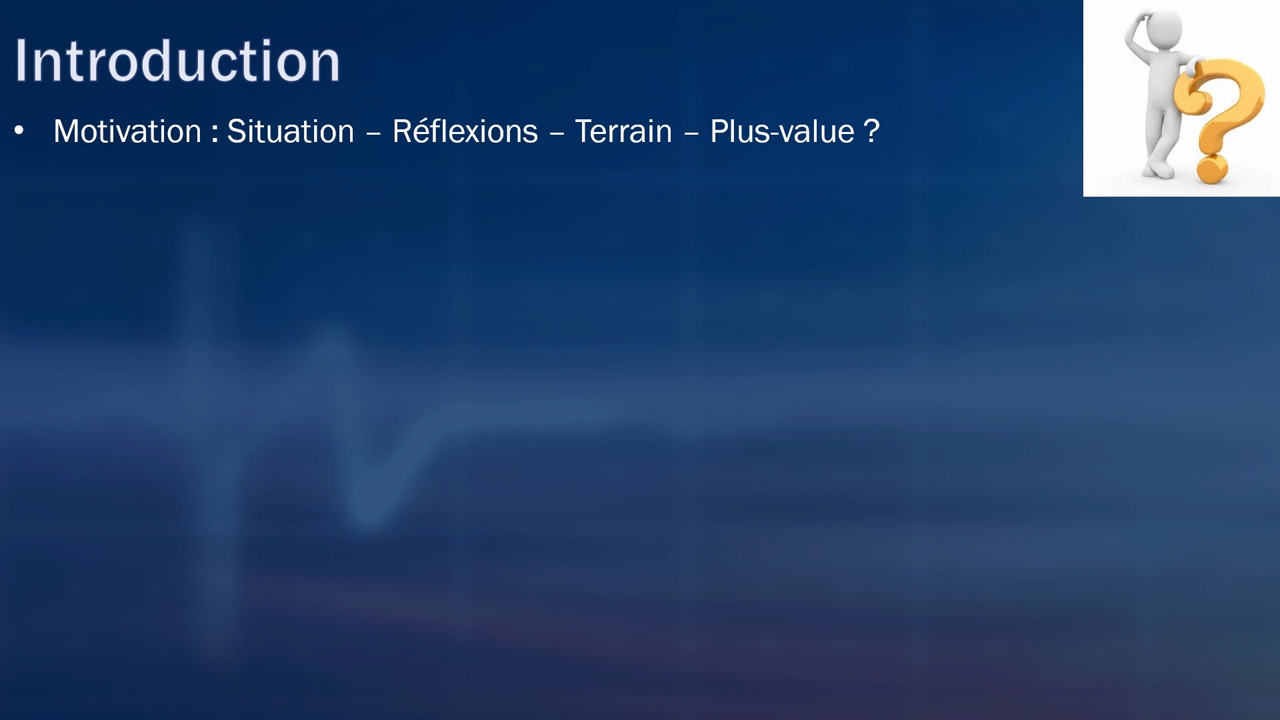 Introduction
• Motivation : Situation – Réflexions – Terrain – Plus-value ?